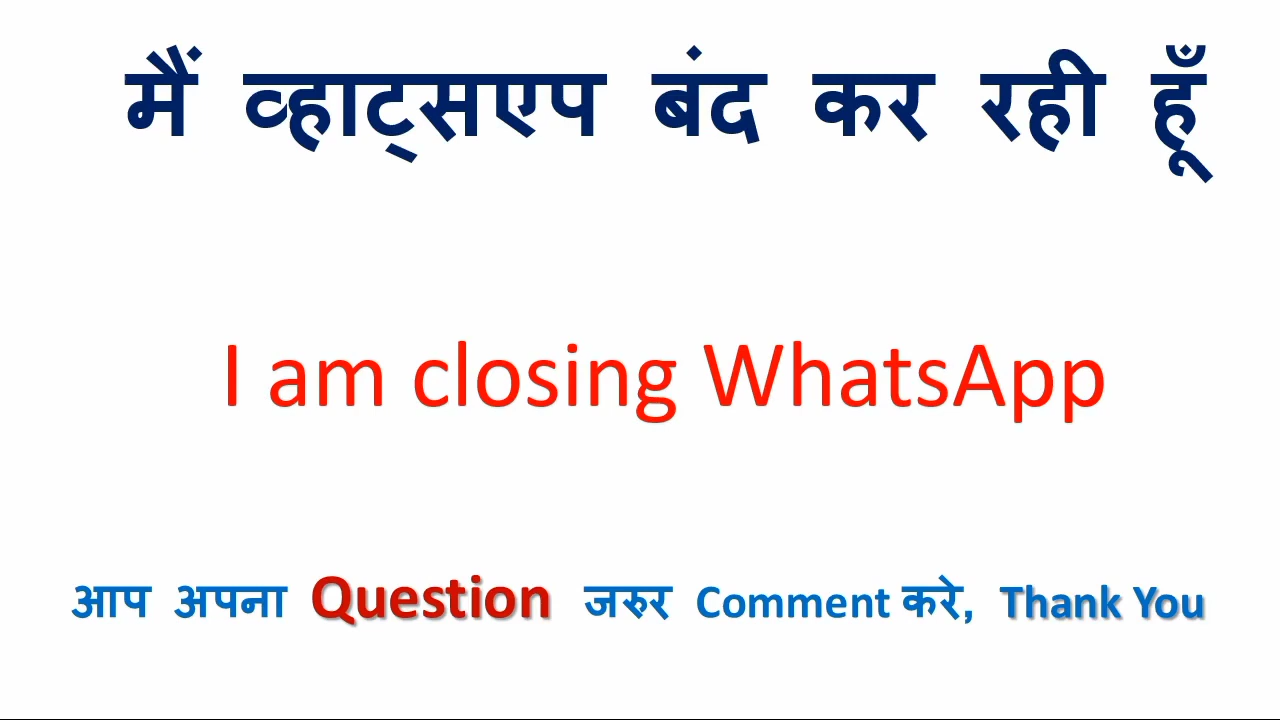 मैं व्हाट्सएप बंद कर रही हूँ
I am closing WhatsApp
आप अपना Question जरुर Comment करे, Thank You